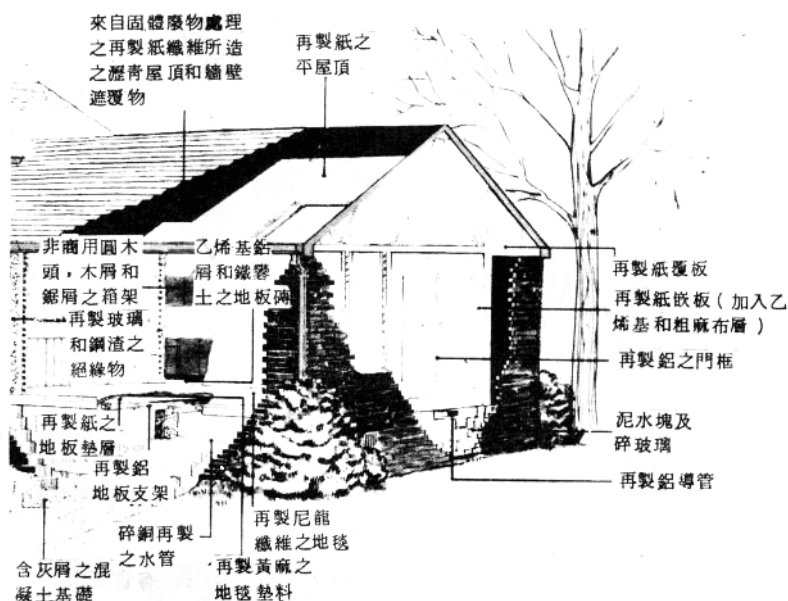 來自固體廢物處理
之再製紙纖維所造
之瀝青屋頂和牆壁
遮覆物
再製紙之
平屋頂
非商用圓木
頭，木屑和
鋸屑之箱架
乙烯基鋁
屑和鐵礬
土之地板磚
再製玻璃
和鋼渣之
絕緣物
再製紙覆板
再製紙嵌板（加入乙
烯基和粗麻布層）
再製鋁之門框
泥水塊及
碎玻璃
再製鋁導管
再製紙之
地板墊層
再製鋁
地板支架
碎銅再製
之水管
再製尼龍
纖維之地毯
再製黃麻之
地毯墊料
含灰屑之混
凝土基礎